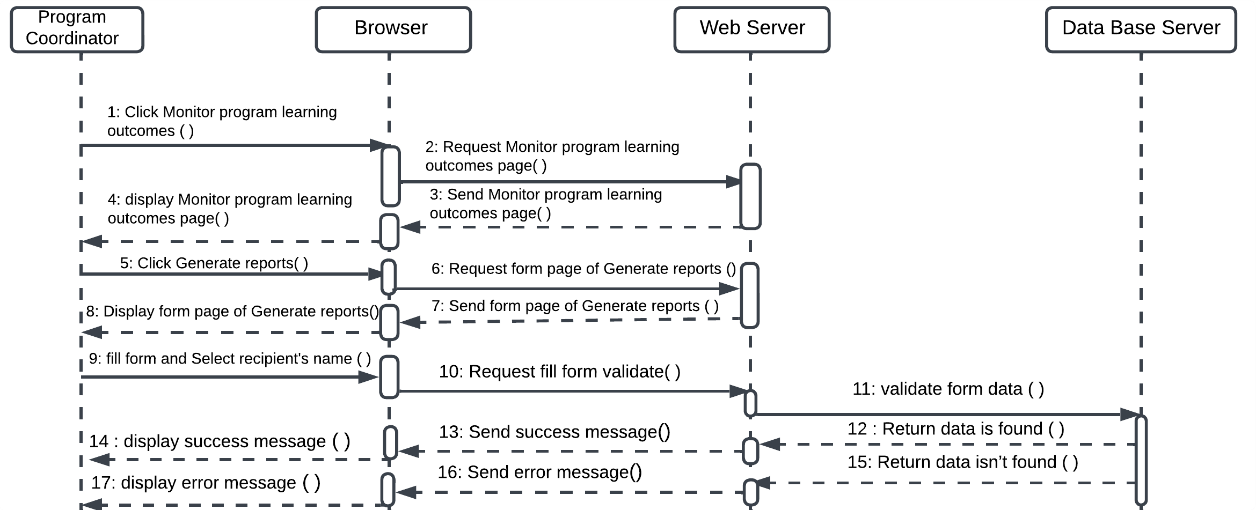 Program
Coordinator
Browser
Web Server
Data Base Server
1: Click Monitor program learning
outcomes ( )
2: Request Monitor program learning
outcomes page( )
3: Send Monitor program learning
outcomes page( )
4: display Monitor program learning
outcomes page( )
5: Click Generate reports( )
6: Request form page of Generate reports ()
7: Send form page of Generate reports ( )
8: Display form page of Generate reports()
9: fill form and Select recipient's name ( )
10: Request fill form validate( )
11: validate form data ( )
12 : Return data is found ( )
13: Send success message()
14 : display success message ( )
15: Return data isn't found ( )
16: Send error message()
17: display error message ( )